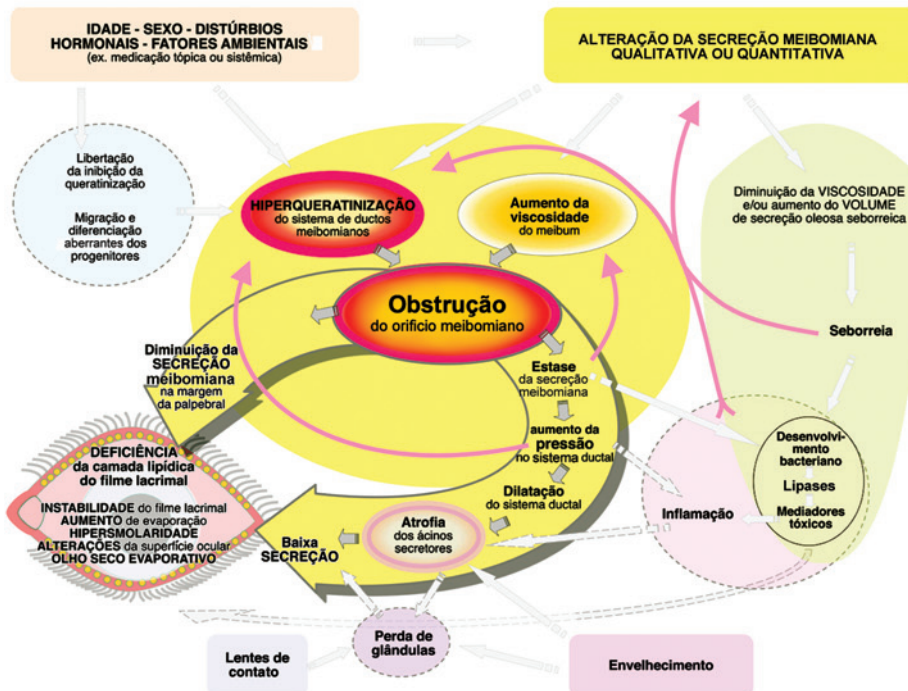 IDADE - SEXO - DISTÚRBIOS
HORMONAIS - FATORES AMBIENTAIS
(ex. medicação tópica ou sistêmica)
ALTERAÇÃO DA SECREÇÃO MEIBOMIANA
QUALITATIVA OU QUANTITATIVA
Libertação
da inibição da
queratinização
Migração e
diferenciação
aberrantes dos
progenitores
HIPERQUERATINIZAÇÃO
do sistema de ductos
meibomianos
Aumento da
viscosidade
do meibum
Diminuição da VISCOSIDADE
e/ou aumento do VOLUME
de secreção oleosa seborreica
Obstrução
do orificio meibomiano
Seborreia
Diminuição da
SECREÇÃO
meibomiana
na margem
da palpebral
Estase
da secreção
meibomiana
aumento da
pressão
no sistema ductal
Dilatação
do sistema ductal
Desenvolvi-
mento
bacteriano
Lipases
Mediadores
tóxicos
Inflamação
DEFICIÊNCIA
da camada lipídica
do filme lacrimal
INSTABILIDADE do filme lacrimal
AUMENTO de evaporação
HIPERSMOLARIDADE
ALTERAÇÕES da superfície ocular
OLHO SECO EVAPORATIVO
Baixa
SECREÇÃO
Atrofia
dos ácinos
secretores
Perda de
glândulas
Lentes de
contato
Envelhecimento